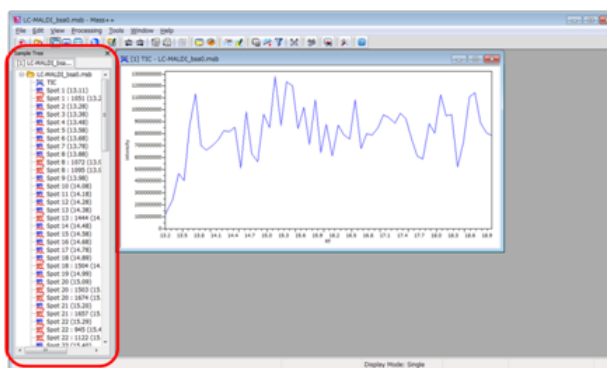 LC-MALDI_bsa0.msb - Mass++
File Edit View Processing Tools Window Help
Sample Tree
[1] LC-MALDI_bsa...
LC-MALDI_bsa0.msb
TIC
Spot 1 (13.11)
Spot 1 : 1051 (13.2
Spot 2 (13.28)
Spot 3 (13.38)
Spot 4 (13.48)
Spot 5 (13.58)
Spot 6 (13.68)
Spot 7 (13.78)
Spot 8 (13.88)
Spot 8 : 1072 (13.9
Spot 8 : 1095 (13.9
Spot 9 (13.98)
Spot 10 (14.08)
Spot 11 (14.18)
Spot 12 (14.28)
Spot 13 (14.38)
Spot 13 : 1444 (14.
Spot 14 (14.48)
Spot 15 (14.58)
Spot 16 (14.68)
Spot 17 (14.78)
Spot 18 (14.89)
Spot 18 : 1504 (14.
Spot 19 (14.99)
Spot 20 (15.09)
Spot 20 : 1503 (15.
Spot 20 : 1674 (15.
Spot 21 (15.20)
Spot 21 : 1657 (15.
Spot 22 (15.29)
Spot 22 : 945 (15.4
Spot 22 : 1122 (15.
[1] TIC - LC-MALDI_bsa0.msb
Intensity
RT
Display Mode: Single